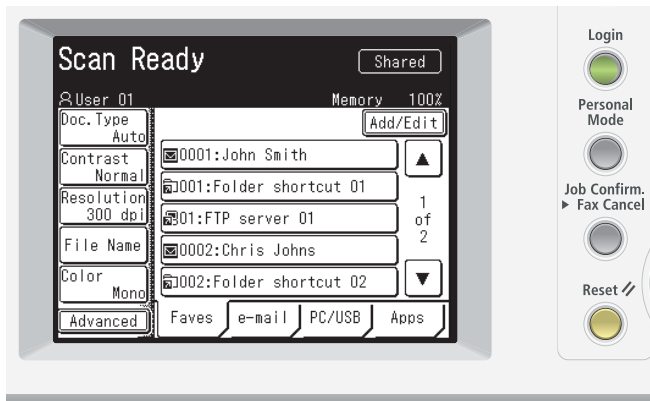 Scan Ready
Shared
User 01
Memory 100%
Doc.Type
Auto
Add/Edit
Contrast
Normal
0001:John Smith
Resolution
300 dpi
001:Folder shortcut 01
1
of
2
01:FTP server 01
File Name
0002:Chris Johns
Color
Mono
002:Folder shortcut 02
Advanced
Faves
e-mail
PC/USB
Apps
Login
Personal
Mode
Job Confirm.
▶ Fax Cancel
Reset